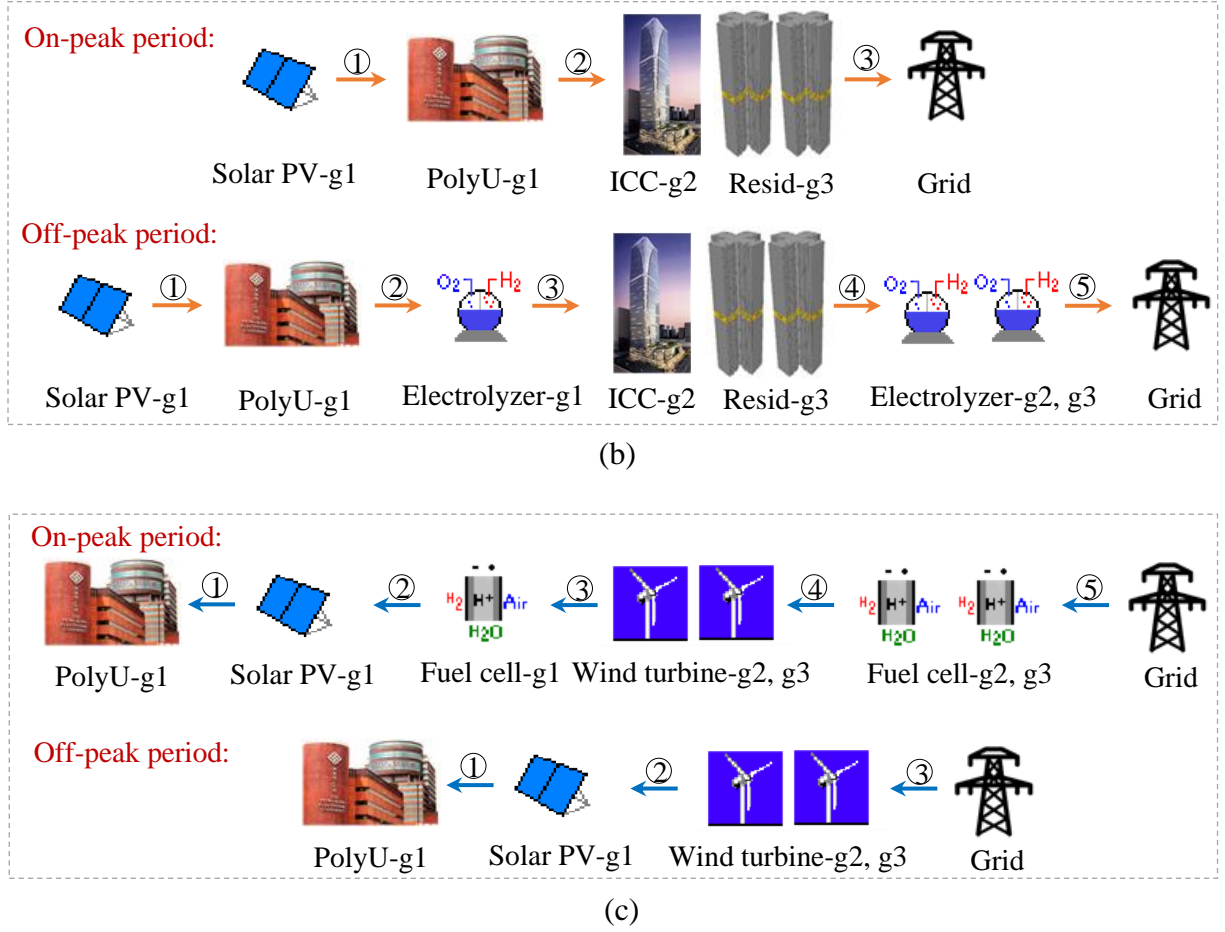 On-peak period:
① ② ③
Solar PV-g1 PolyU-g1 ICC-g2 Resid-g3 Grid
Off-peak period:
① ② O₂ H₂ ③ ④ O₂ H₂ O₂ H₂ ⑤
Solar PV-g1 PolyU-g1 Electrolyzer-g1 ICC-g2 Resid-g3 Electrolyzer-g2, g3 Grid
(b)
On-peak period:
① ② ③ ④ ⑤
H₂ H⁺ Air H₂ H⁺ Air H₂ H⁺ Air
H₂O H₂O H₂O
PolyU-g1 Solar PV-g1 Fuel cell-g1 Wind turbine-g2, g3 Fuel cell-g2, g3 Grid
Off-peak period:
① ② ③
PolyU-g1 Solar PV-g1 Wind turbine-g2, g3 Grid
(c)